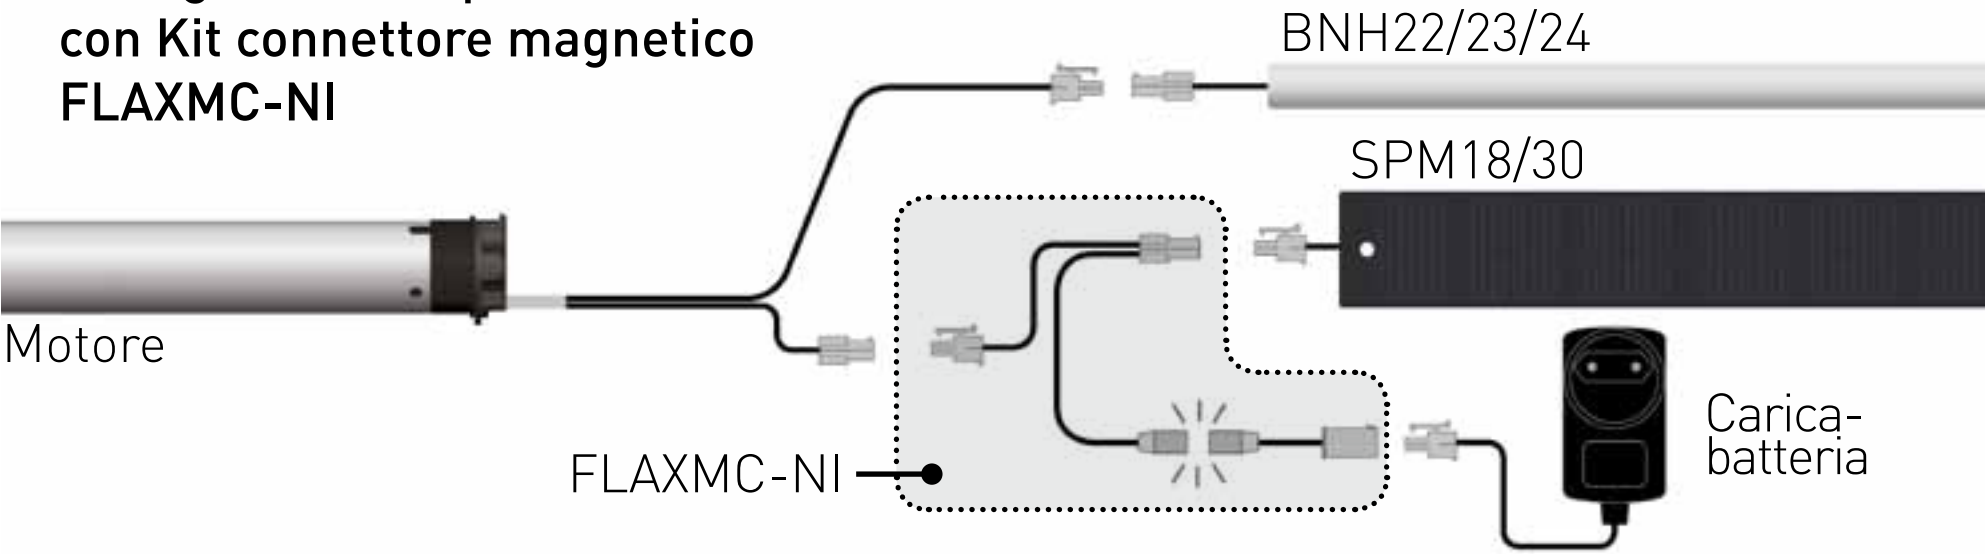 con Kit connettore magnetico
FLAXMC-NI
BNH22/23/24
SPM18/30
Motore
FLAXMC-NI
Carica-
batteria